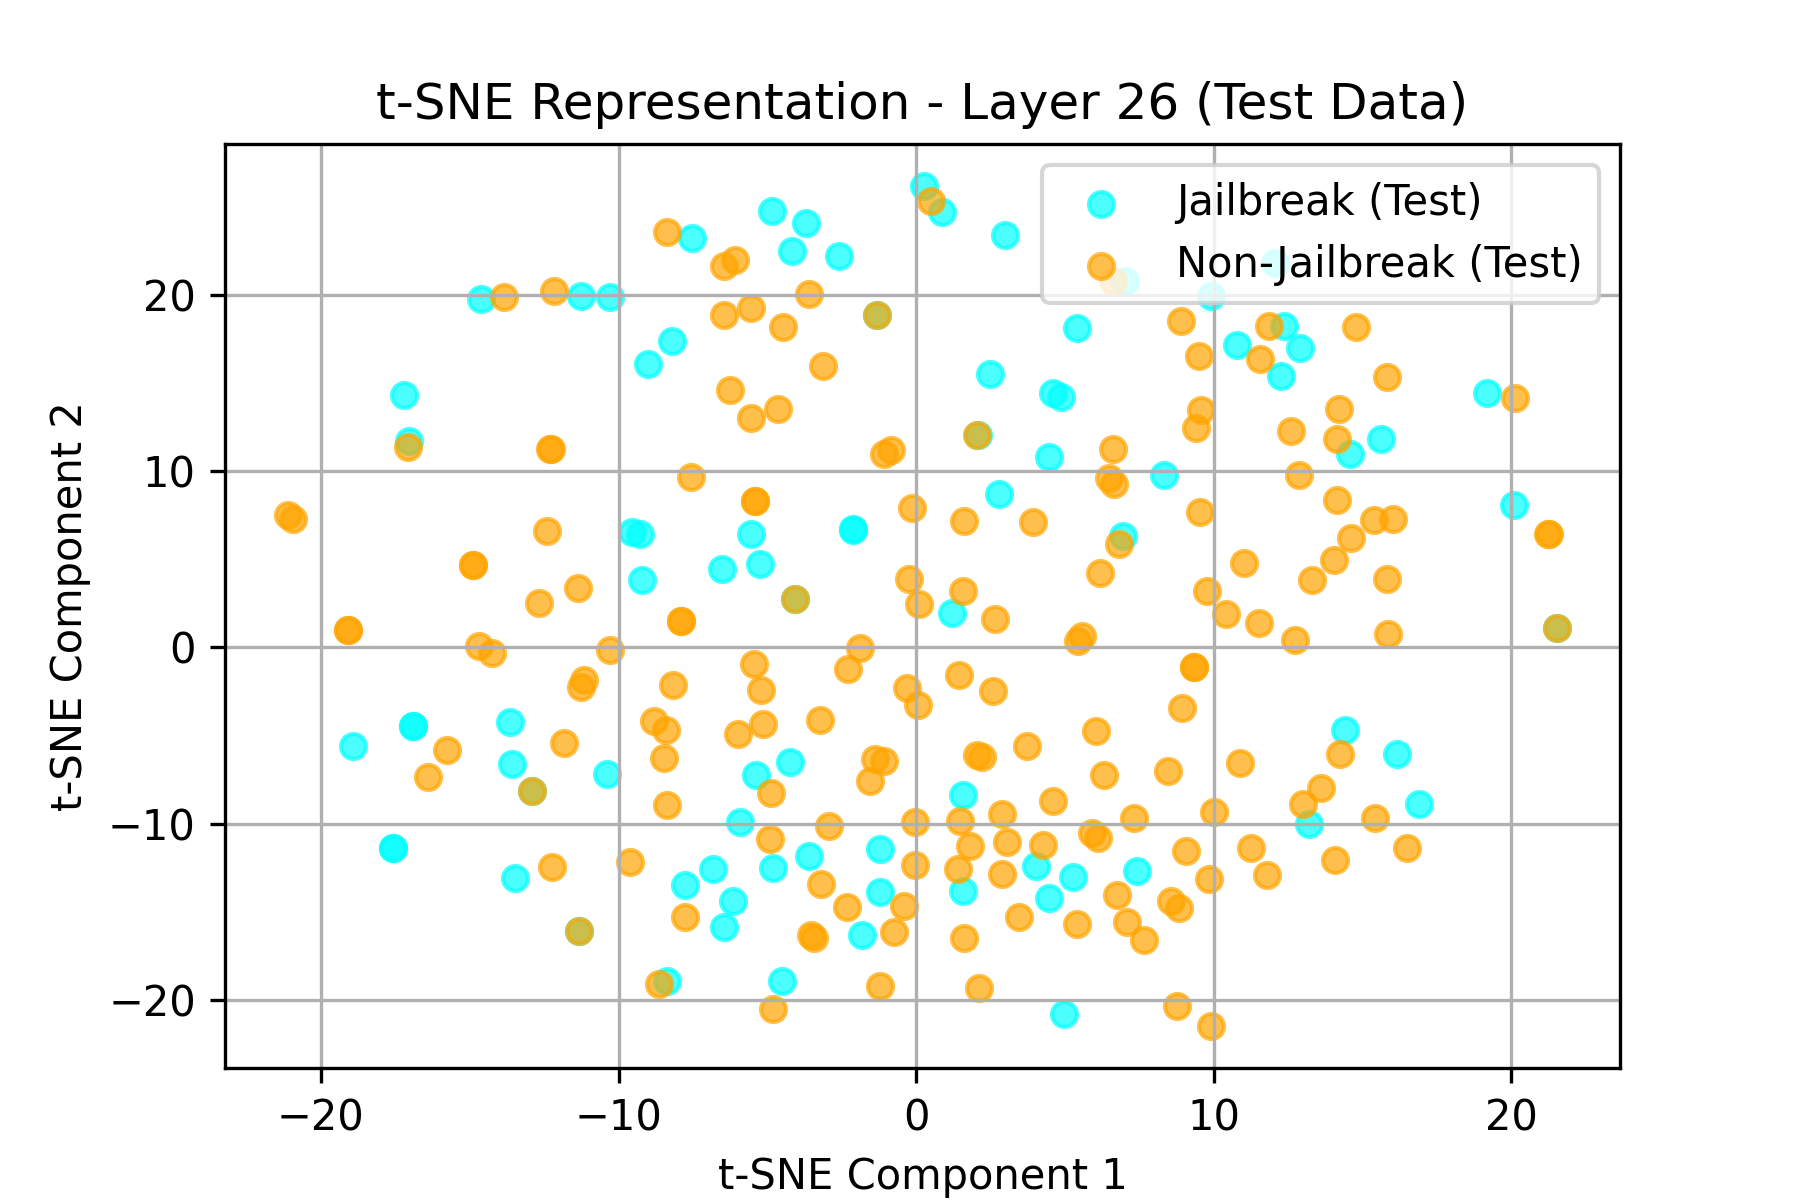 t-SNE Representation - Layer 26 (Test Data)
Jailbreak (Test)
Non-Jailbreak (Test)
20
10
0
−10
−20
t-SNE Component 2
−20
−10
0
10
20
t-SNE Component 1